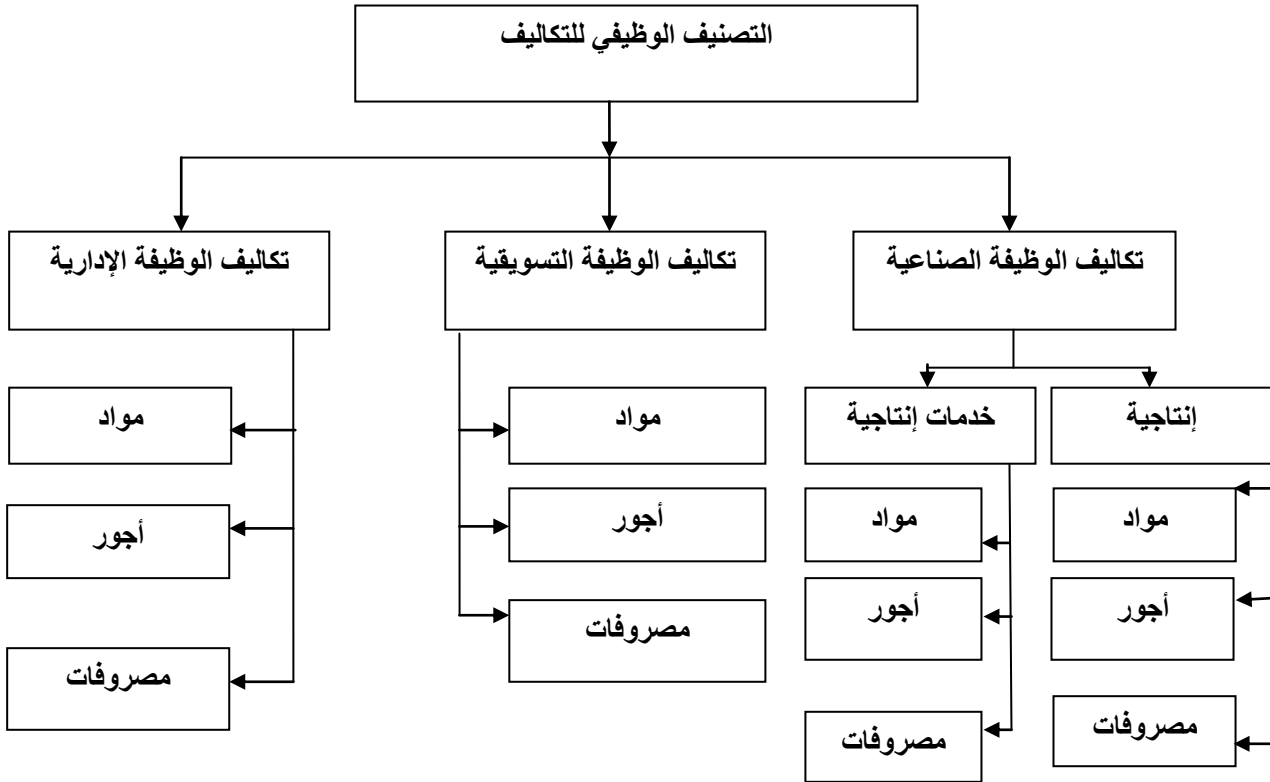 التصنيف الوظيفي للتكاليف
تكاليف الوظيفة الصناعية
تكاليف الوظيفة التسويقية
تكاليف الوظيفة الإدارية
إنتاجية
خدمات إنتاجية
مواد
مواد
مواد
مواد
أجور
أجور
أجور
أجور
مصروفات
مصروفات
مصروفات
مصروفات